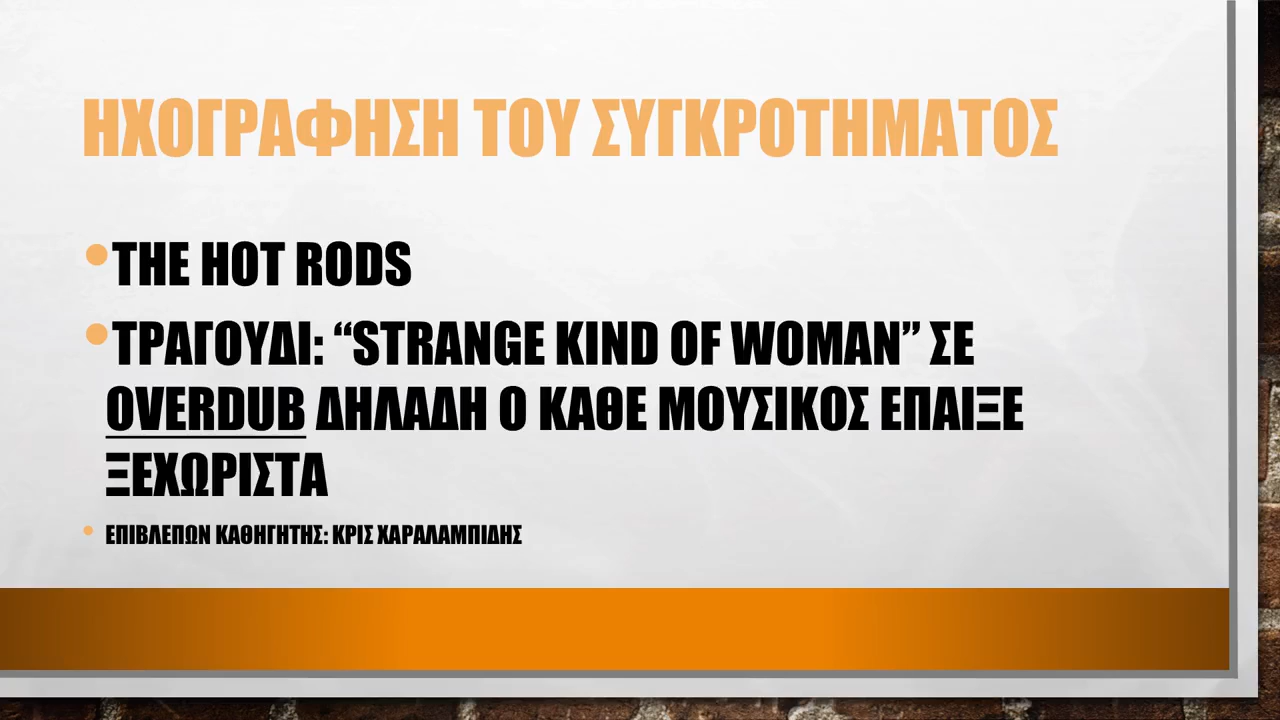 ΗΧΟΓΡΑΦΗΣΗ ΤΟΥ ΣΥΓΚΡΟΤΗΜΑΤΟΣ
•THE HOT RODS
•ΤΡΑΓΟΥΔΙ: “STRANGE KIND OF WOMAN” ΣΕ
OVERDUB ΔΗΛΑΔΗ Ο ΚΑΘΕ ΜΟΥΣΙΚΟΣ ΕΠΑΙΞΕ
ΞΕΧΩΡΙΣΤΑ
• ΕΠΙΒΛΕΠΩΝ ΚΑΘΗΓΗΤΗΣ: ΚΡΙΣ ΧΑΡΑΛΑΜΠΙΔΗΣ